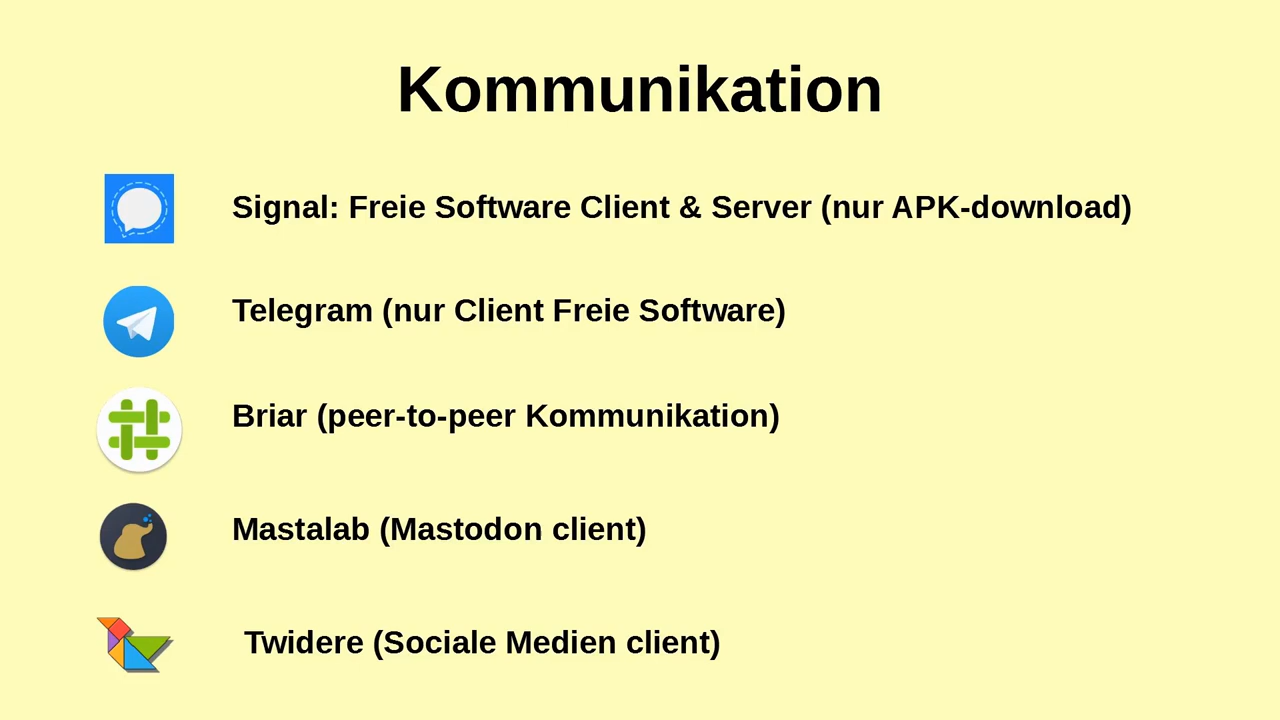 Kommunikation
Signal: Freie Software Client & Server (nur APK-download)
Telegram (nur Client Freie Software)
Briar (peer-to-peer Kommunikation)
Mastalab (Mastodon client)
Twidere (Sociale Medien client)